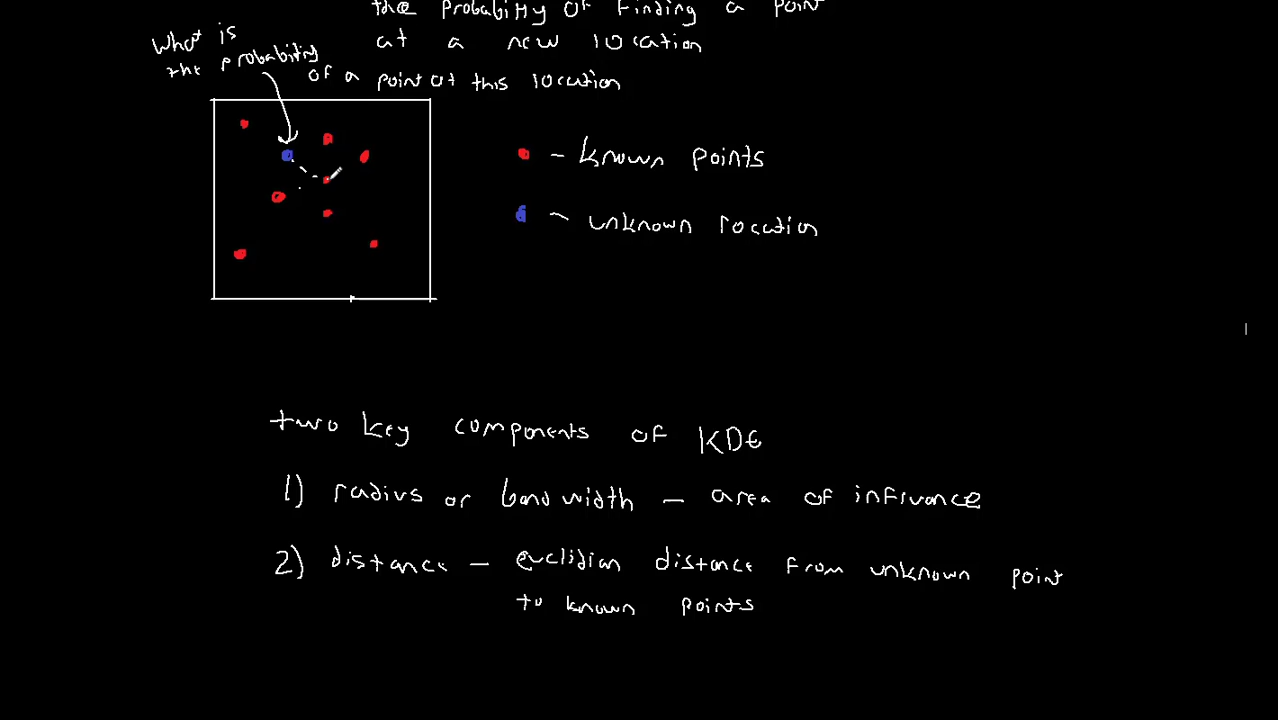 the probability of finding a point
at a new location
What is
the probability
of a point at this location
- known points
~ unknown location
two key components of KDE
1) radius or bandwidth - area of infruance
2) distance - euclidian distance from unknown point
to known points